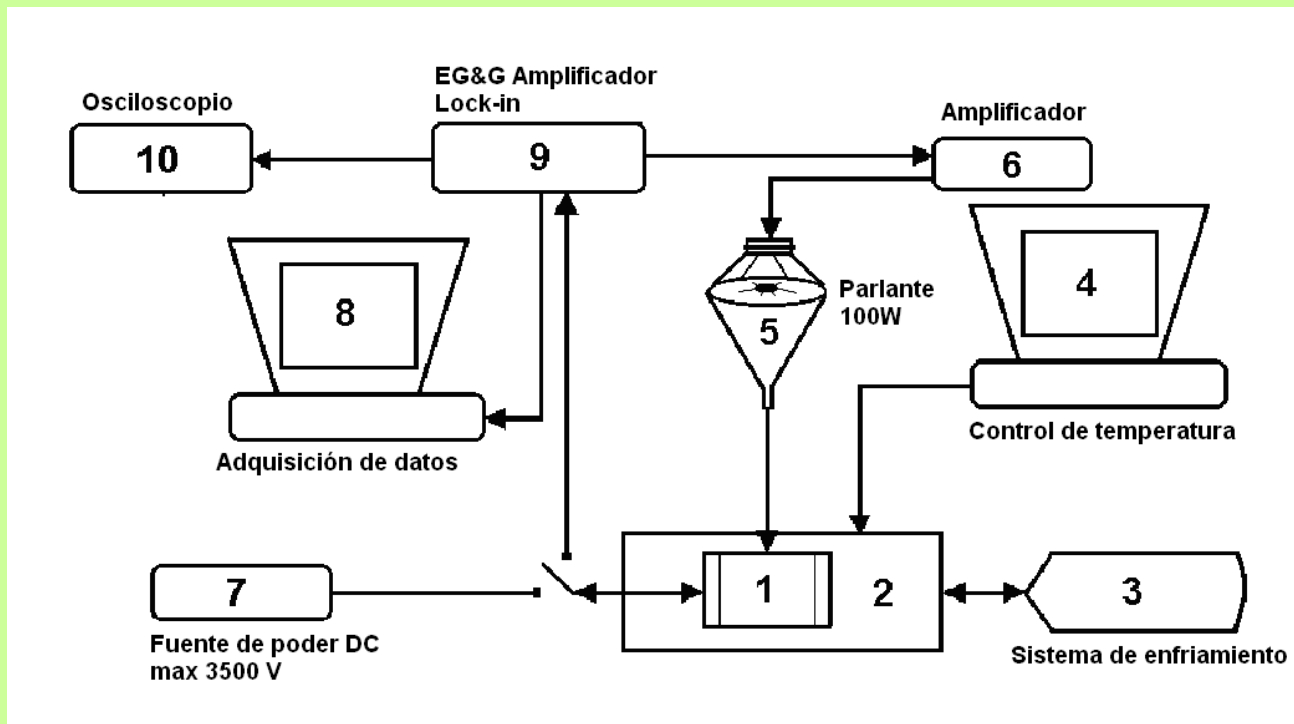 EG&G Amplificador
Lock-in
Osciloscopio
Amplificador
10
9
6
8
4
5
Parlante
100W
Control de temperatura
Adquisición de datos
7
1
2
3
Fuente de poder DC
max 3500 V
Sistema de enfriamiento